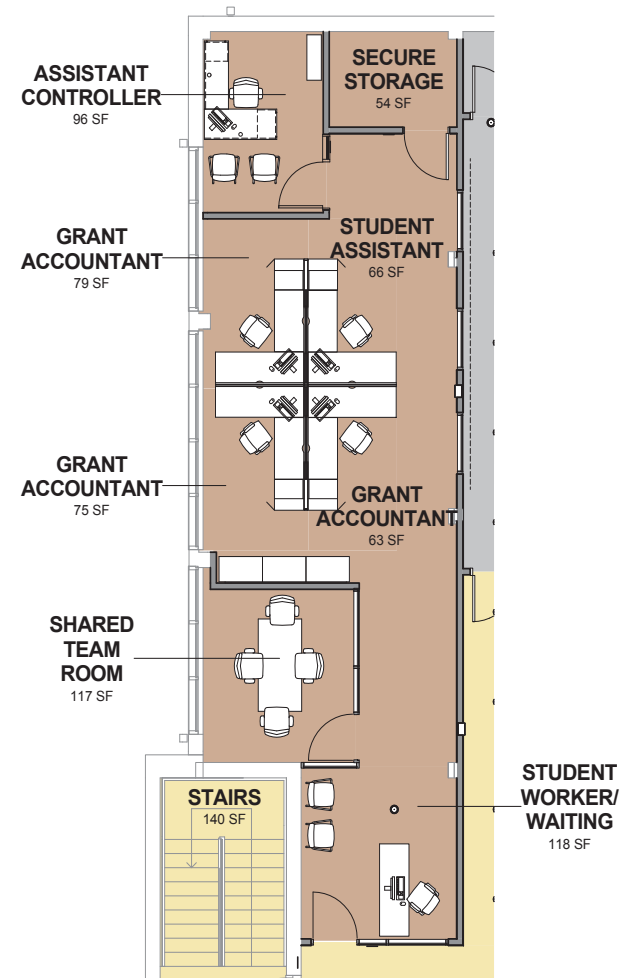 ASSISTANT
CONTROLLER
96 SF
SECURE
STORAGE
54 SF
GRANT
ACCOUNTANT
79 SF
STUDENT
ASSISTANT
66 SF
GRANT
ACCOUNTANT
75 SF
GRANT
ACCOUNTANT
63 SF
SHARED
TEAM
ROOM
117 SF
STAIRS
140 SF
STUDENT
WORKER/
WAITING
118 SF